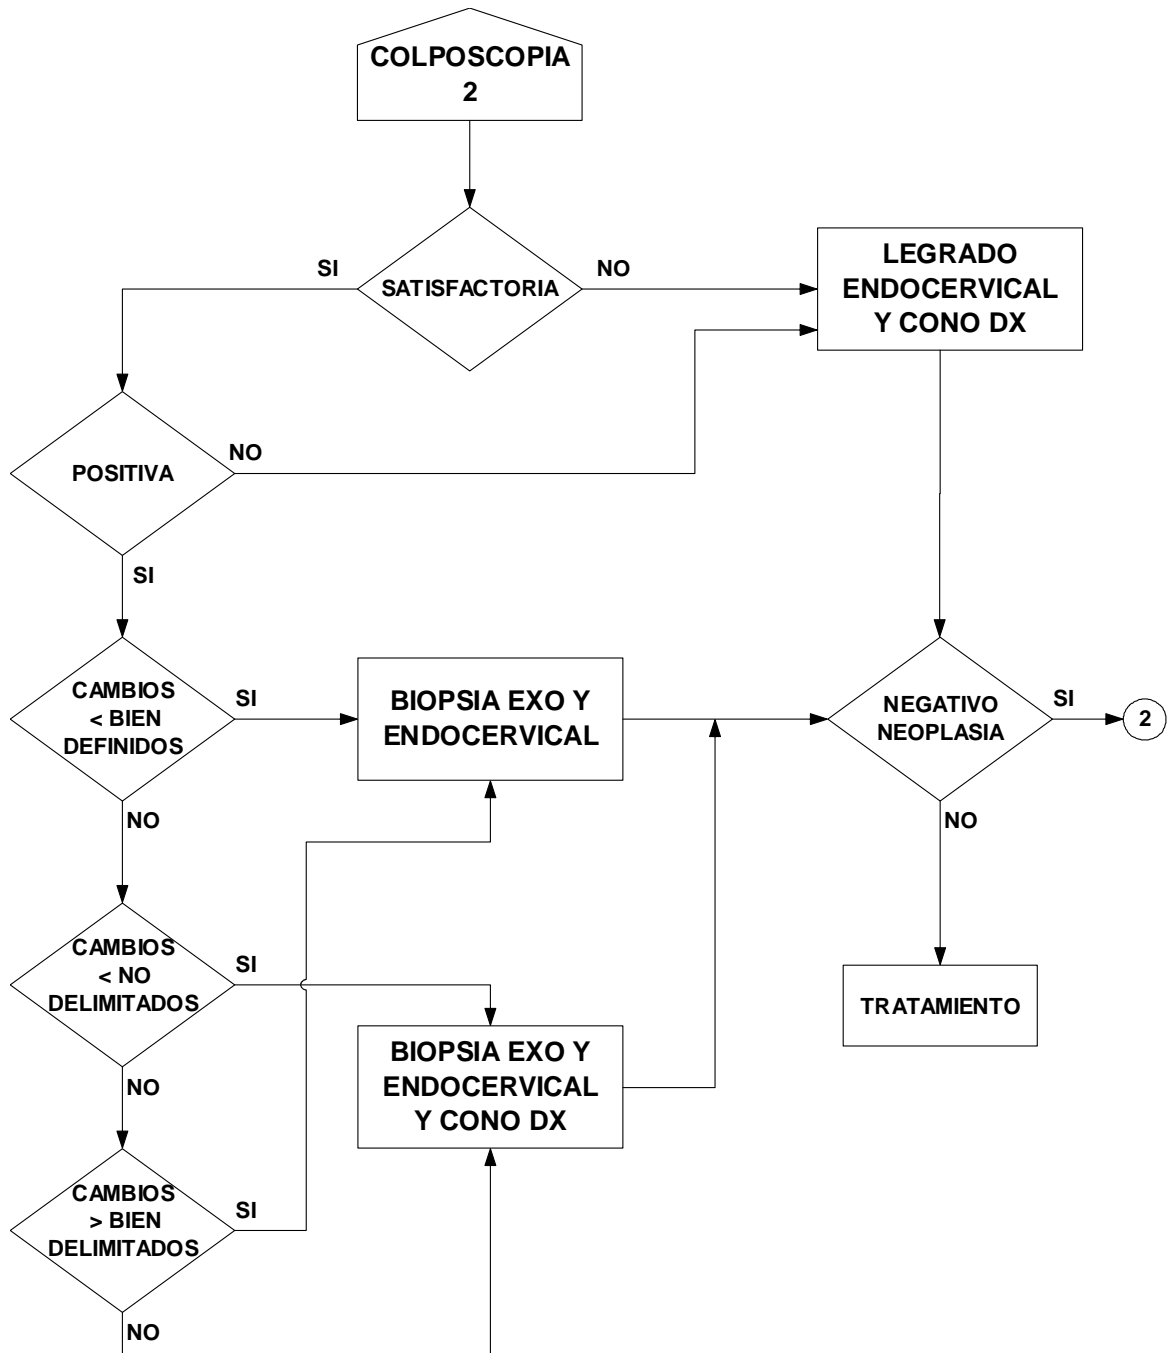 COLPOSCOPIA
2
SATISFACTORIA
SI
NO
LEGRADO
ENDOCERVICAL
Y CONO DX
POSITIVA
NO
SI
CAMBIOS
< BIEN
DEFINIDOS
SI
BIOPSIA EXO Y
ENDOCERVICAL
NEGATIVO
NEOPLASIA
SI
2
NO
NO
CAMBIOS
< NO
DELIMITADOS
SI
TRATAMIENTO
BIOPSIA EXO Y
ENDOCERVICAL
Y CONO DX
NO
CAMBIOS
> BIEN
DELIMITADOS
SI
NO